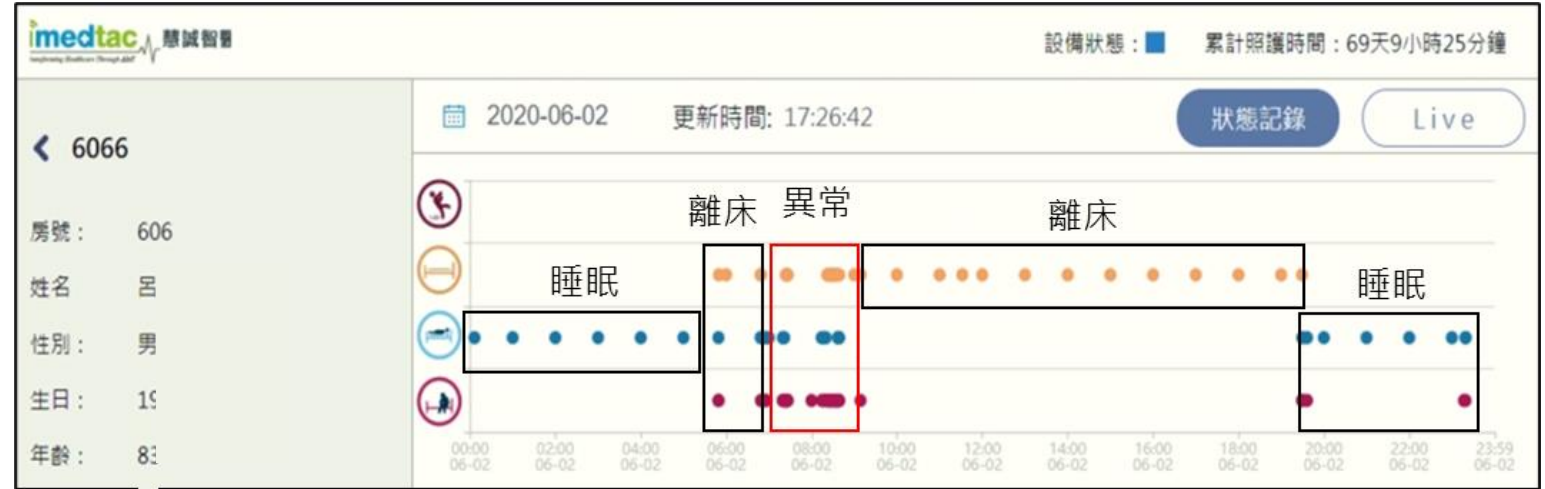 imedtac 慧誠智醫
設備狀態： 累計照護時間：69天9小時25分鐘
2020-06-02 更新時間: 17:26:42 狀態記錄 Live
6066
房號： 606
姓名 呂
性別： 男
生日： 19
年齡： 83
離床 異常 離床
睡眠 睡眠
00:00 02:00 04:00 06:00 08:00 10:00 12:00 14:00 16:00 18:00 20:00 22:00 23:59
06-02 06-02 06-02 06-02 06-02 06-02 06-02 06-02 06-02 06-02 06-02 06-02 06-02